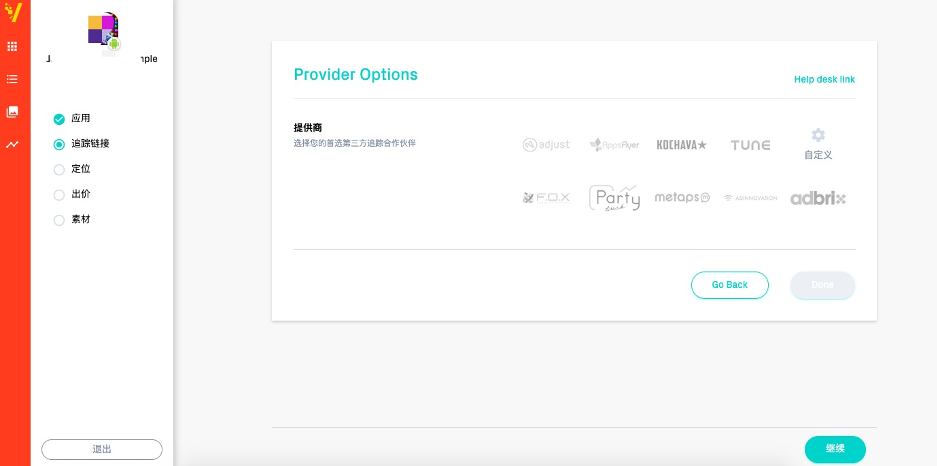 Provider Options
Help desk link
提供商
选择您的首选第三方追踪合作伙伴
adjust
AppsFlyer
KOCHAVA★
TUNE
自定义
F.O.X
Party
track
metaps
ADINNOVATION
adbrix
Go Back
Done
继续
应用
追踪链接
定位
出价
素材
退出